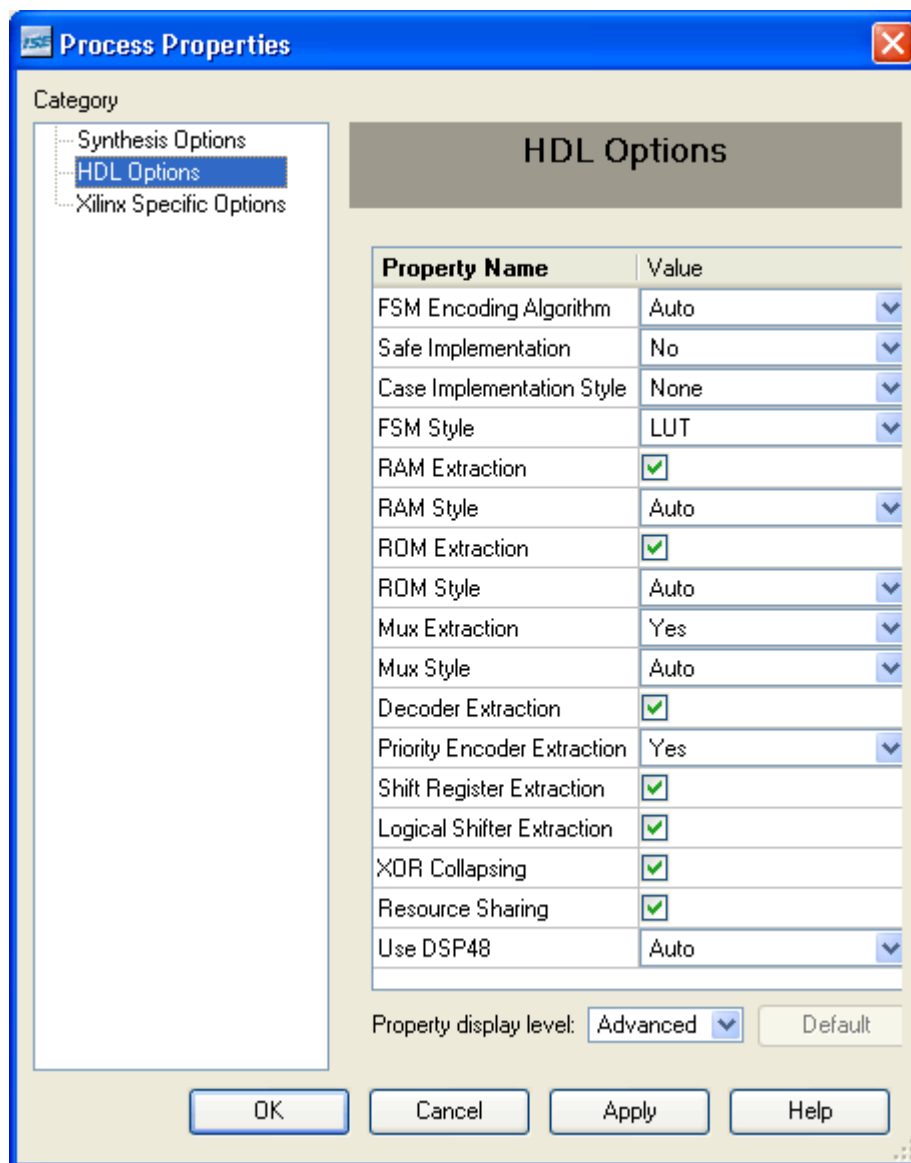 ISE Process Properties
Category
Synthesis Options
HDL Options
Xilinx Specific Options
HDL Options
Property Name Value
FSM Encoding Algorithm Auto
Safe Implementation No
Case Implementation Style None
FSM Style LUT
RAM Extraction
RAM Style Auto
ROM Extraction
ROM Style Auto
Mux Extraction Yes
Mux Style Auto
Decoder Extraction
Priority Encoder Extraction Yes
Shift Register Extraction
Logical Shifter Extraction
XOR Collapsing
Resource Sharing
Use DSP48 Auto
Property display level: Advanced Default
OK Cancel Apply Help